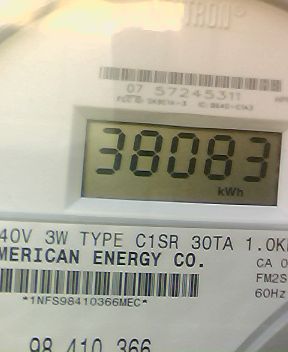 TRON
07 57245311
38083
kWh
40V 3W TYPE C1SR 30TA 1.0K
MERICAN ENERGY CO.
CA 0
FM2S
60Hz
*1NFS98410366MEC*
98 410 366